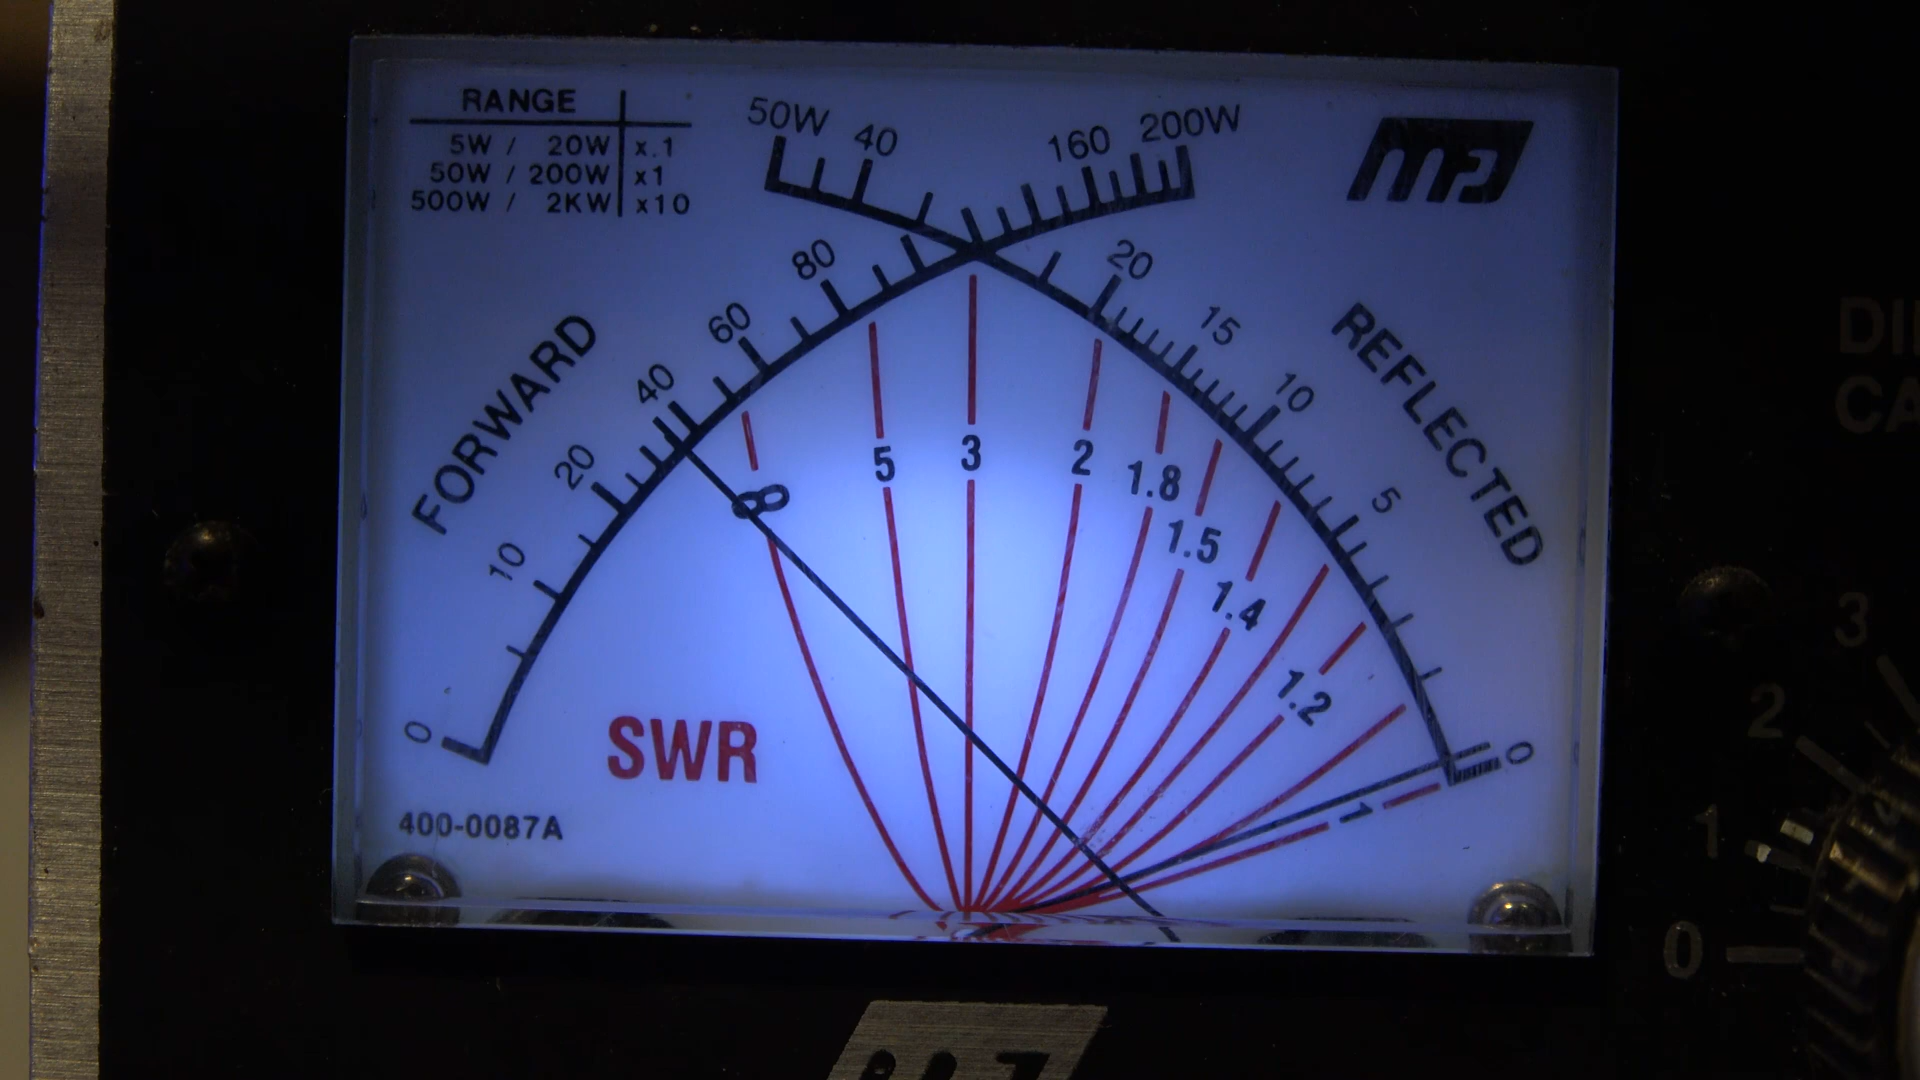 RANGE
5W / 20W x.1
50W / 200W x1
500W / 2KW x10
50W 40 160 200W
FORWARD
0 10 20 40 60 80
20 15 10 5 0
REFLECTED
∞ 5 3 2 1.8 1.5 1.4 1.2 1
SWR
400-0087A
3
2
1
0